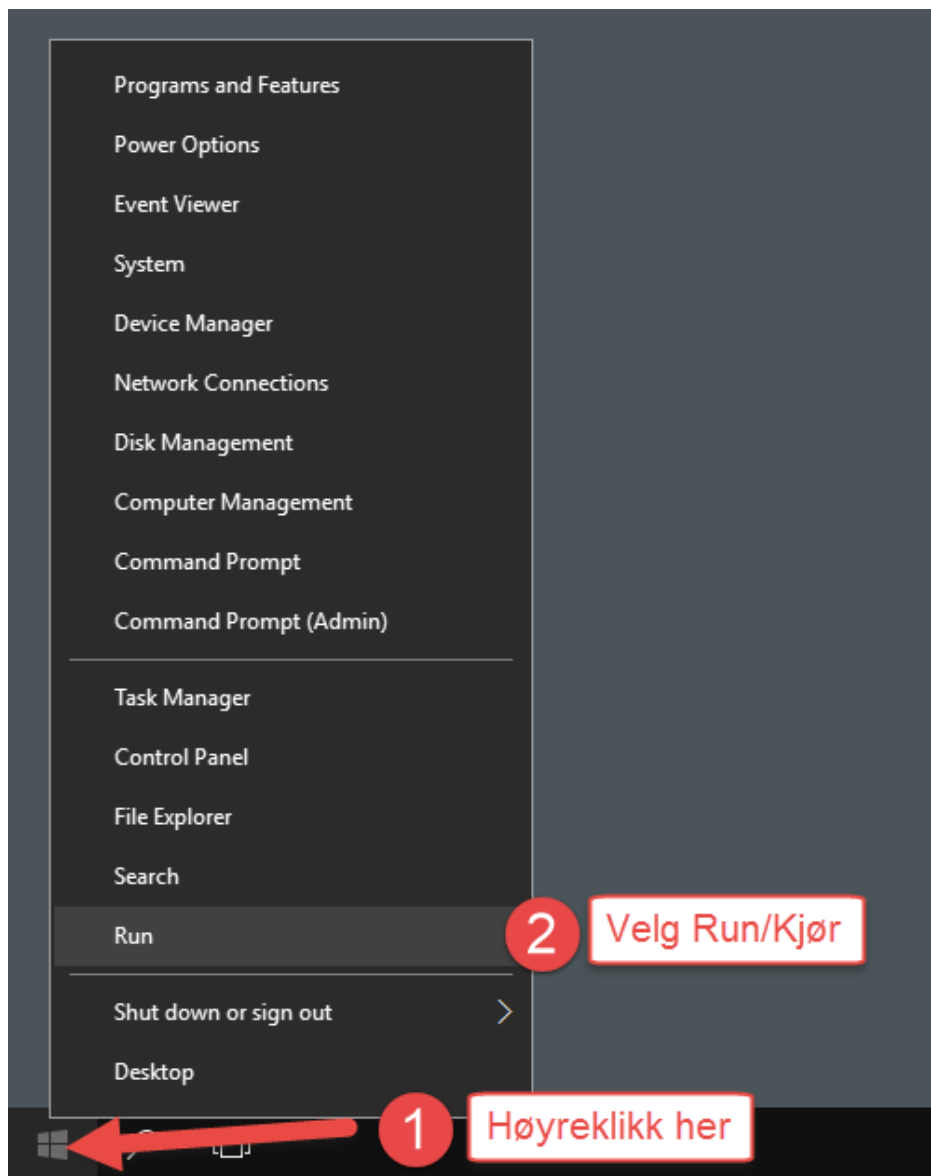 Programs and Features
Power Options
Event Viewer
System
Device Manager
Network Connections
Disk Management
Computer Management
Command Prompt
Command Prompt (Admin)
Task Manager
Control Panel
File Explorer
Search
Run
2 Velg Run/Kjør
Shut down or sign out
Desktop
1 Høyreklikk her